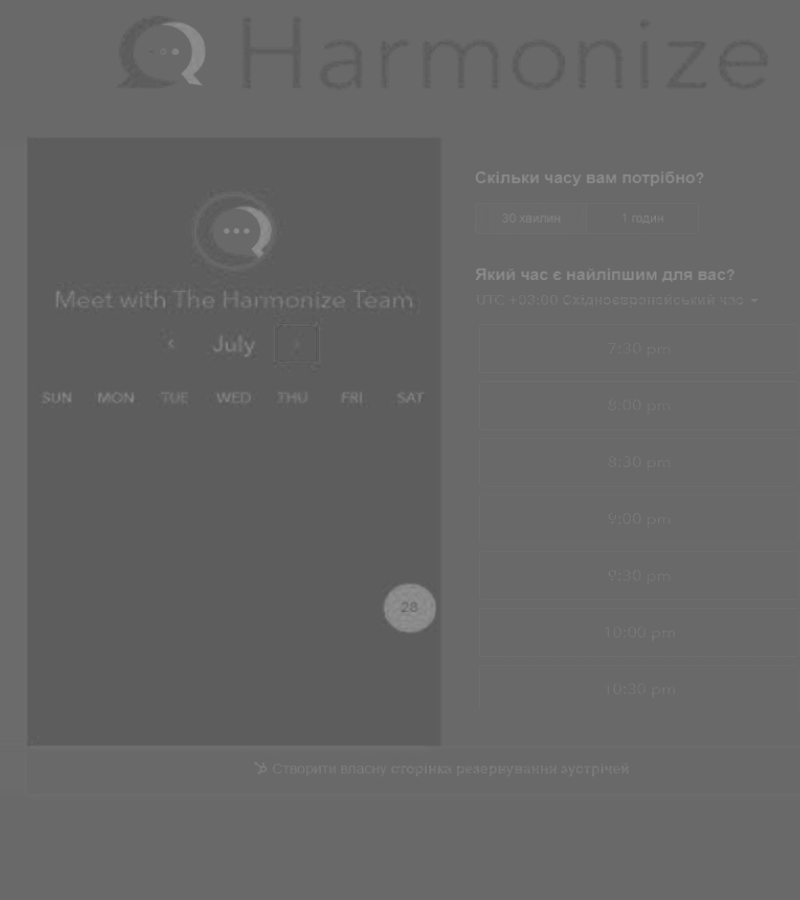 Harmonize
Meet with The Harmonize Team
July
SUN MON TUE WED THU FRI SAT
28
Скільки часу вам потрібно?
30 хвилин 1 годин
Який час є найліпшим для вас?
UTC +03:00 Східноєвропейський час
7:30 pm
8:00 pm
8:30 pm
9:00 pm
9:30 pm
10:00 pm
10:30 pm
Створити власну сторінка резервування зустрічей